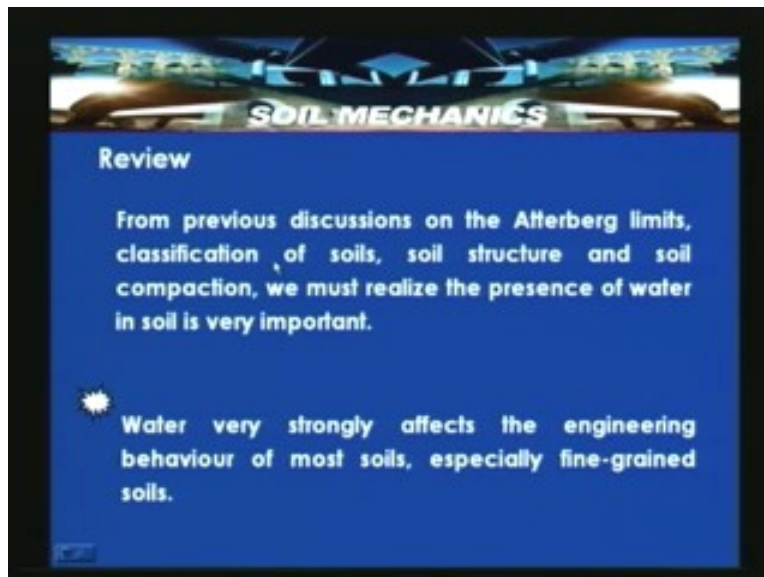 SOIL MECHANICS
Review
From previous discussions on the Atterberg limits,
classification of soils, soil structure and soil
compaction, we must realize the presence of water
in soil is very important.
Water very strongly affects the engineering
behaviour of most soils, especially fine-grained
soils.